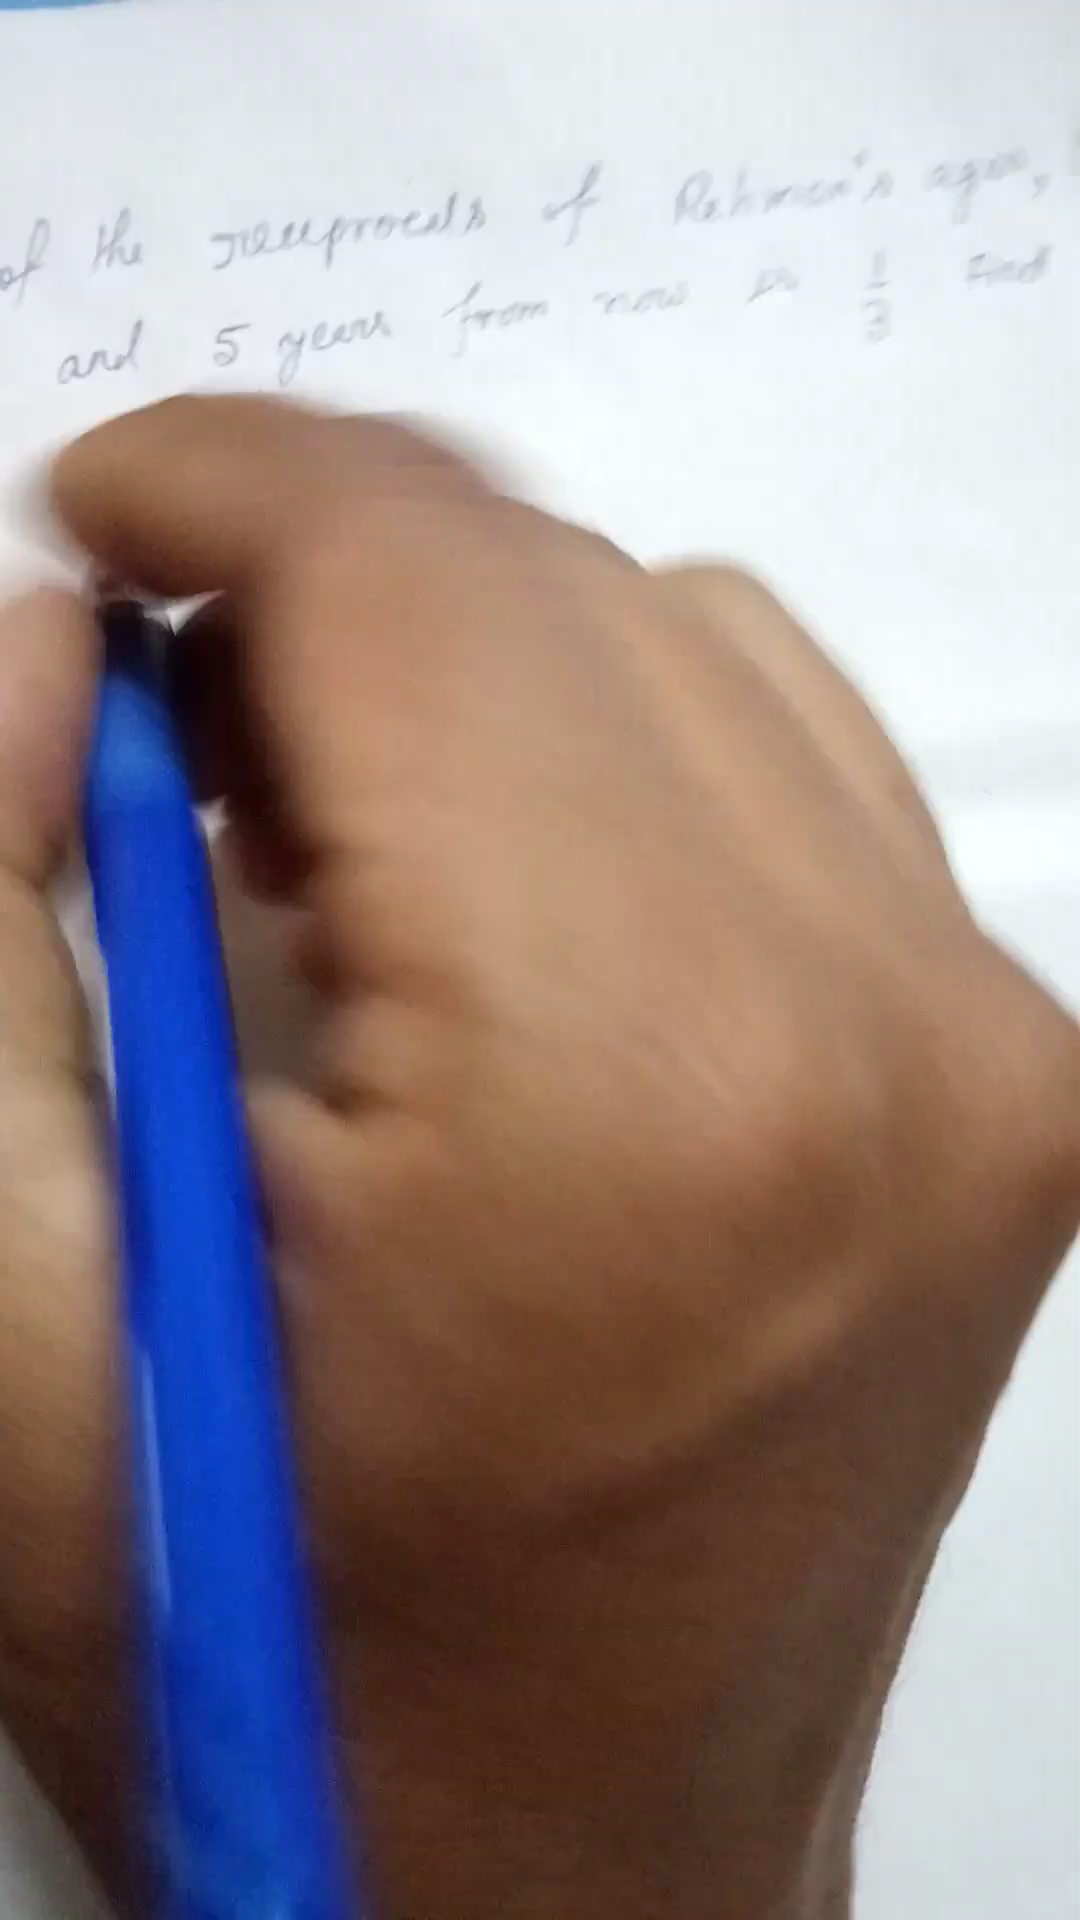 of the reciprocals of Rehman's ages,
and 5 years from now is 1/3 Find